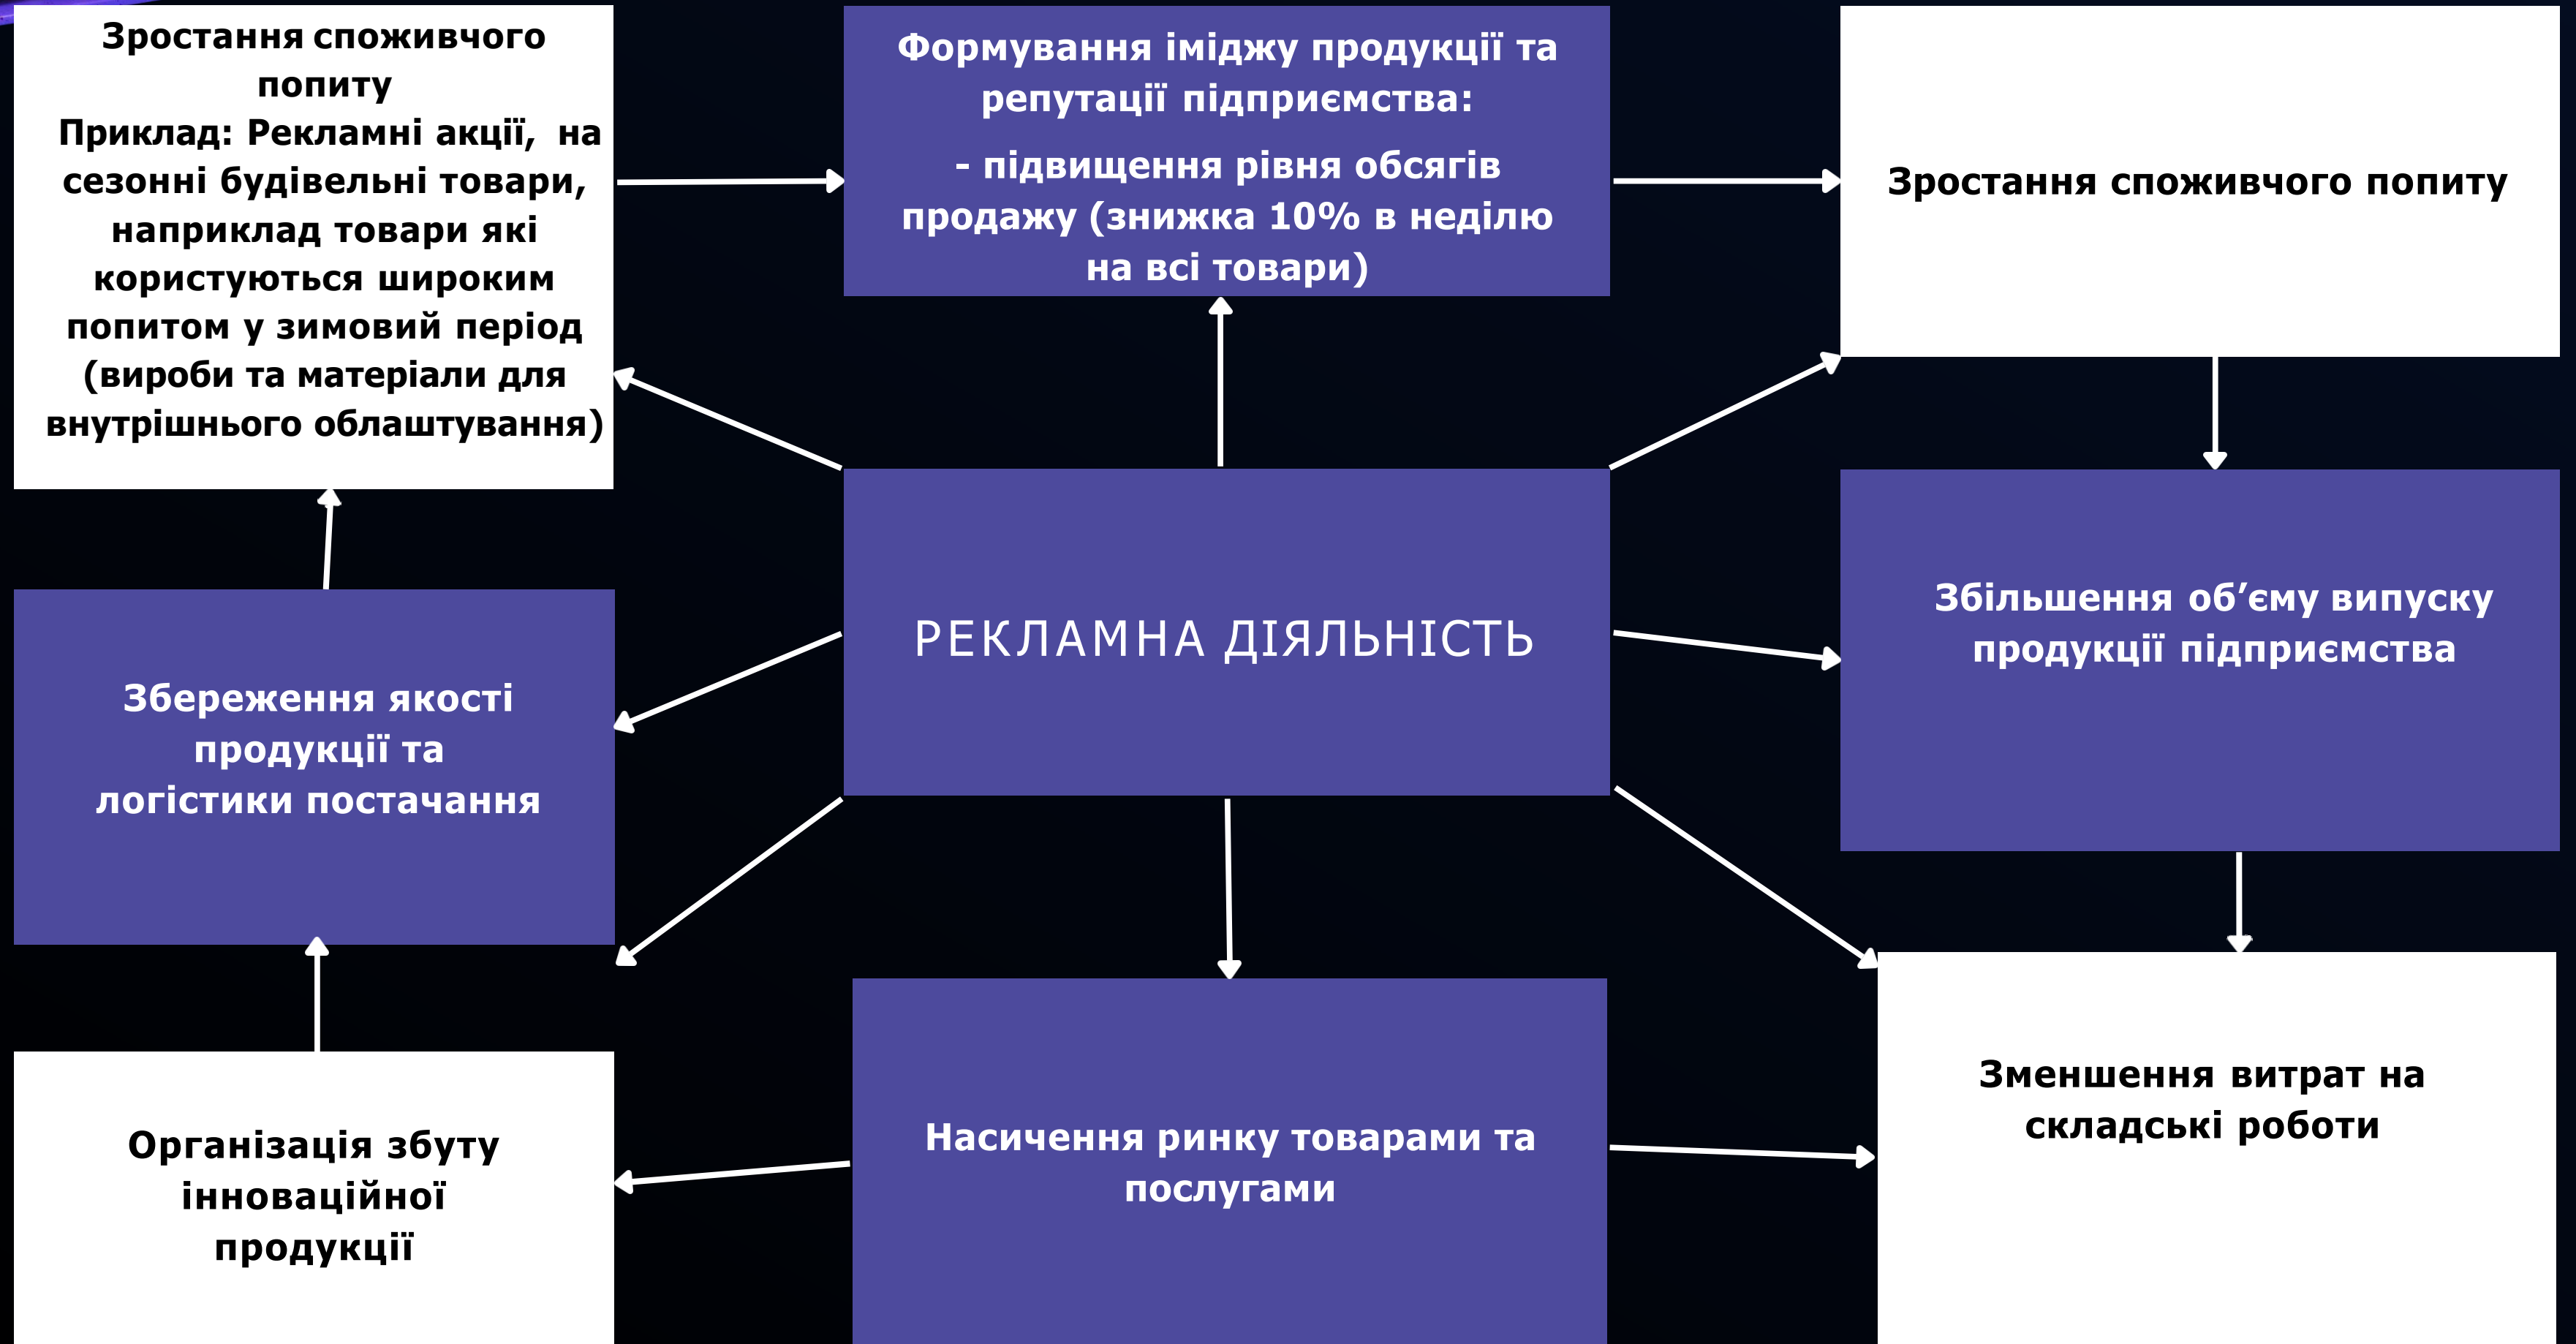 Зростання споживчого
попиту
Приклад: Рекламні акції, на
сезонні будівельні товари,
наприклад товари які
користуються широким
попитом у зимовий період
(вироби та матеріали для
внутрішнього облаштування)
Формування іміджу продукції та
репутації підприємства:
- підвищення рівня обсягів
продажу (знижка 10% в неділю
на всі товари)
Зростання споживчого попиту
Збереження якості
продукції та
логістики постачання
РЕКЛАМНА ДІЯЛЬНІСТЬ
Збільшення об’єму випуску
продукції підприємства
Організація збуту
інноваційної
продукції
Насичення ринку товарами та
послугами
Зменшення витрат на
складські роботи